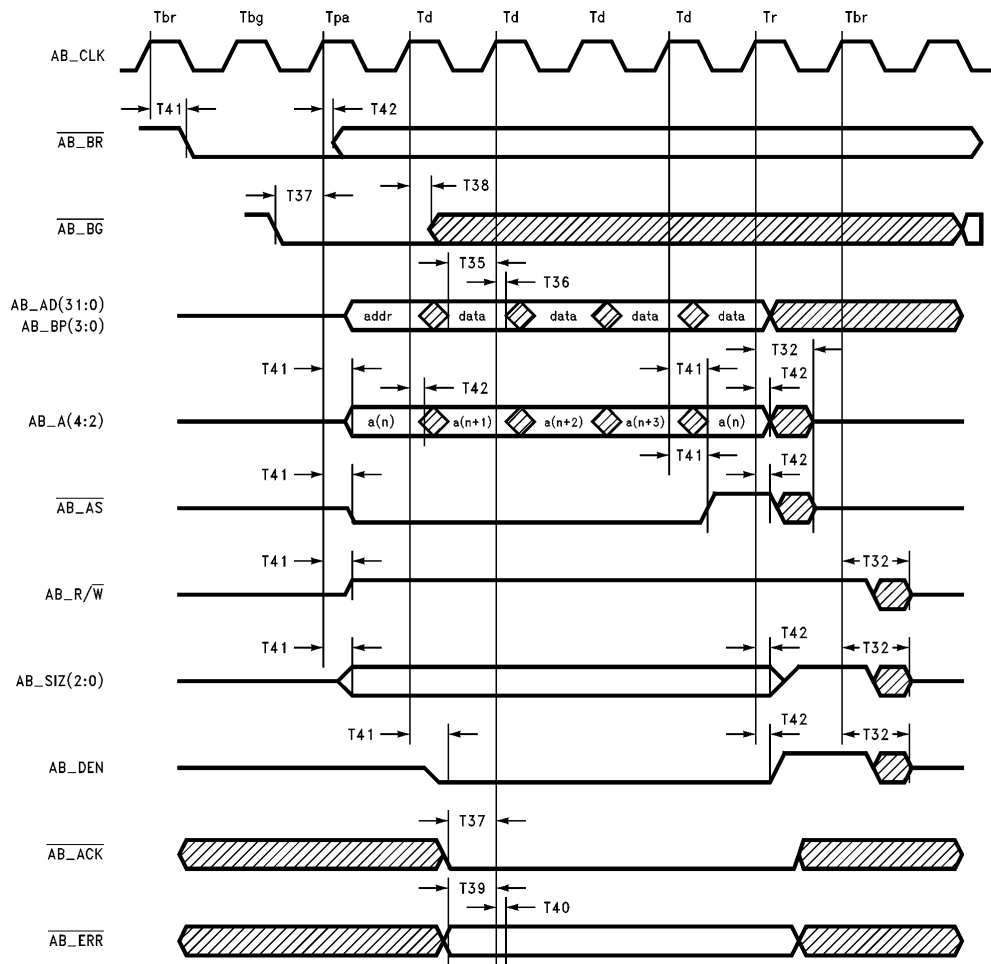 Tbr Tbg Tpa Td Td Td Td Tr Tbr
AB_CLK
T41 T42
AB_BR
T37 T38
AB_BG
T35
T36
AB_AD(31:0)
AB_BP(3:0)
addr data data data data
T32
T41 T42 T41 T42
AB_A(4:2)
a(n) a(n+1) a(n+2) a(n+3) a(n)
T41 T41 T42
AB_AS
T41 T32
AB_R/W
T41 T42 T32
AB_SIZ(2:0)
T41 T42 T32
AB_DEN
T37
AB_ACK
T39
T40
AB_ERR